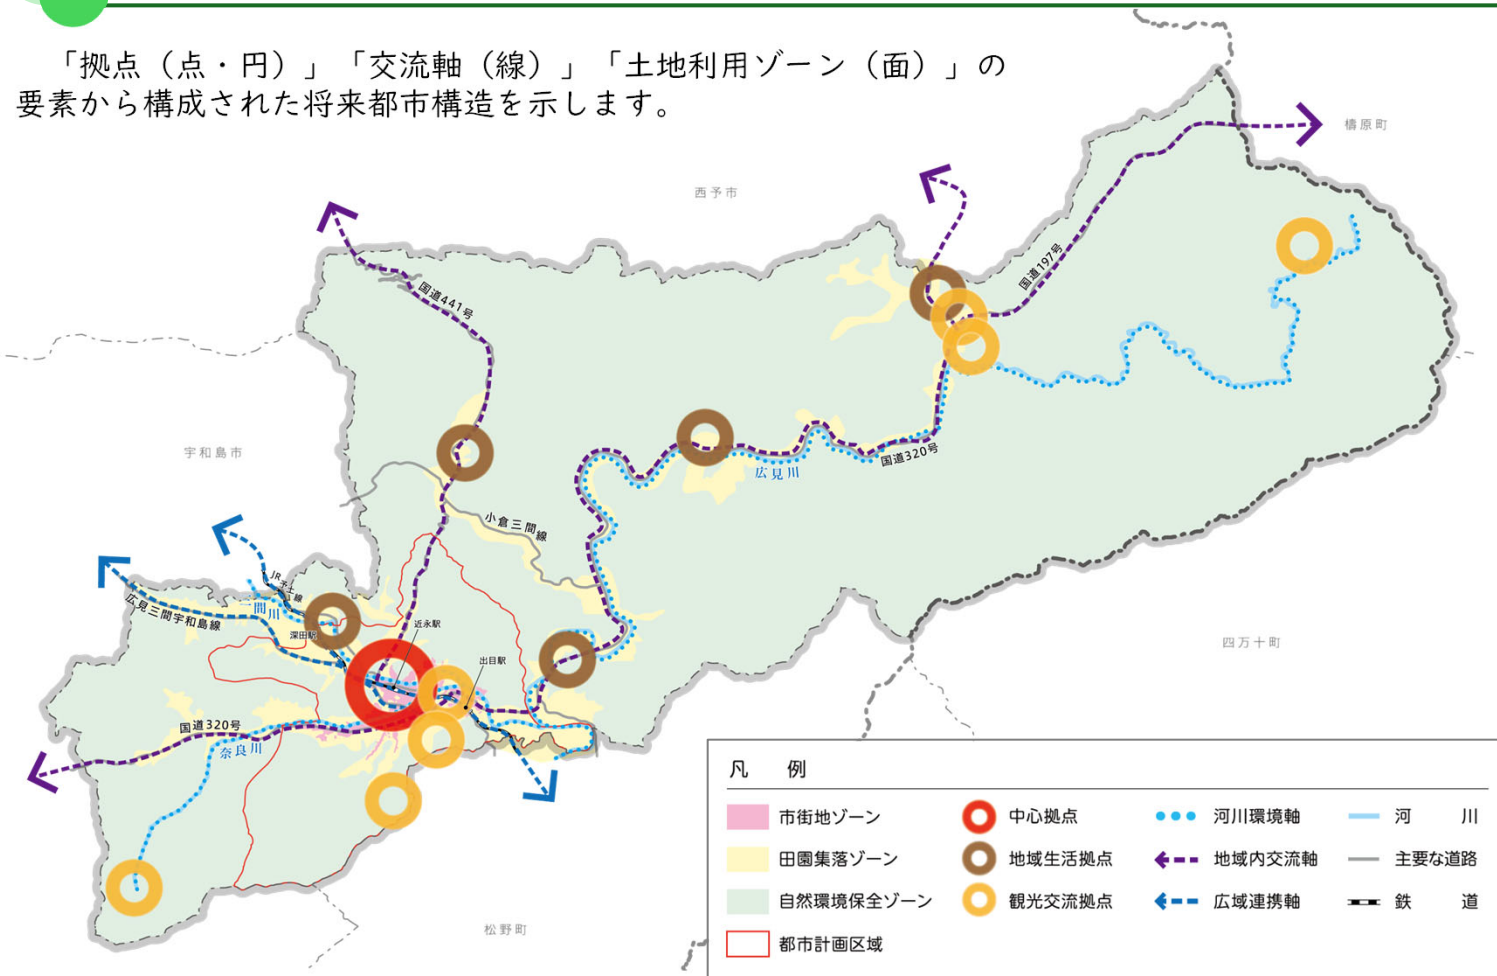 「拠点（点・円）」「交流軸（線）」「土地利用ゾーン（面）」の
要素から構成された将来都市構造を示します。
梼原町
西予市
国道197号
国道441号
宇和島市
国道320号
広見川
小倉三間線
JR予土線
三間川
広見三間宇和島線
深田駅
近永駅
出目駅
四万十町
国道320号
奈良川
松野町
凡　例
市街地ゾーン
中心拠点
河川環境軸
河　川
田園集落ゾーン
地域生活拠点
地域内交流軸
主要な道路
自然環境保全ゾーン
観光交流拠点
広域連携軸
鉄　道
都市計画区域